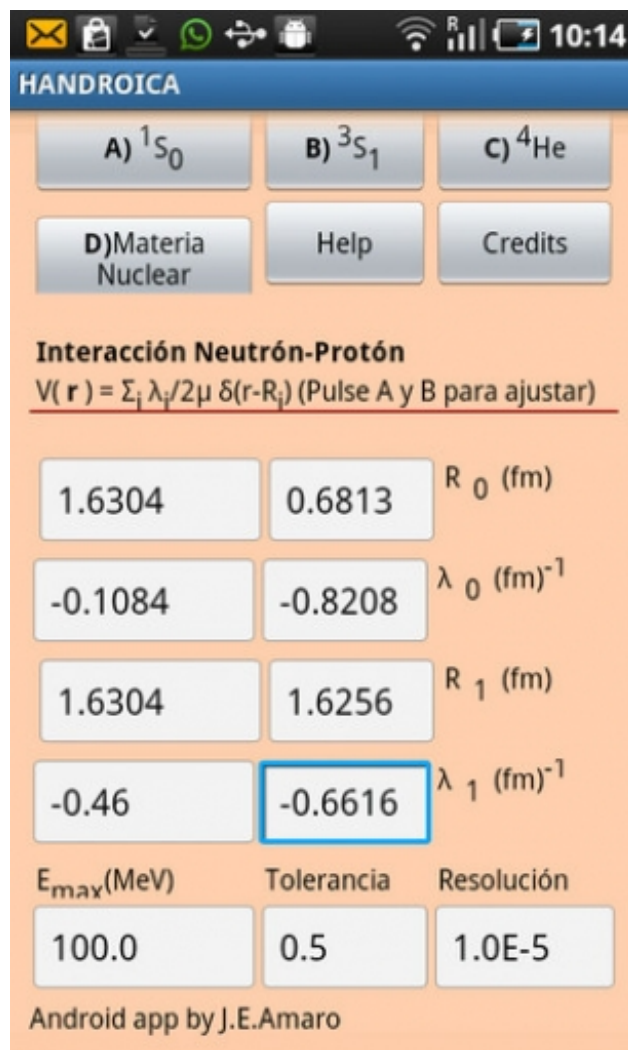 R 10:14
HANDROICA
A) ¹S₀ B) ³S₁ C) ⁴He
D)Materia Nuclear Help Credits
Interacción Neutrón-Protón
V( r ) = Σᵢ λᵢ/2μ δ(r-Rᵢ) (Pulse A y B para ajustar)
1.6304 0.6813 R ₀ (fm)
-0.1084 -0.8208 λ ₀ (fm)⁻¹
1.6304 1.6256 R ₁ (fm)
-0.46 -0.6616 λ ₁ (fm)⁻¹
Eₘₐₓ(MeV) Tolerancia Resolución
100.0 0.5 1.0E-5
Android app by J.E.Amaro